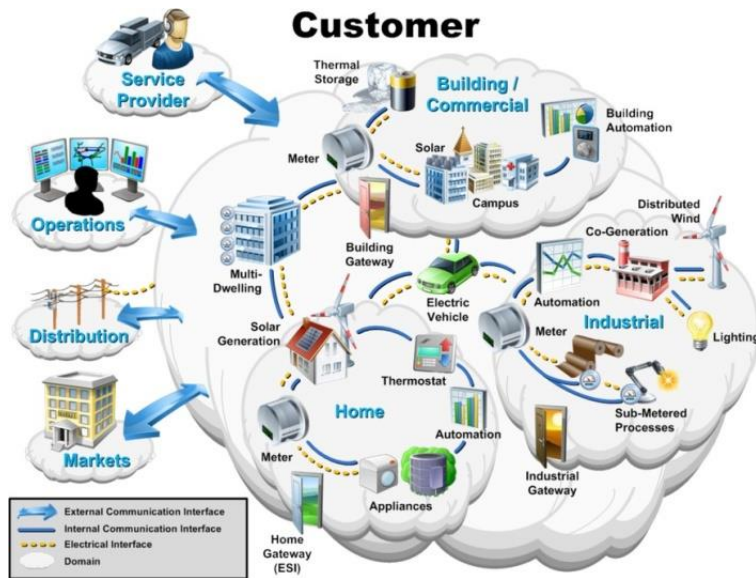 Customer
Service
Provider
Thermal
Storage
Building /
Commercial
Building
Automation
Meter
Solar
Campus
Operations
Multi-
Dwelling
Building
Gateway
Distributed
Wind
Co-Generation
Electric
Vehicle
Automation
Industrial
Meter
Lighting
Distribution
Solar
Generation
Thermostat
Home
Sub-Metered
Processes
Automation
Meter
Markets
Appliances
Industrial
Gateway
Home
Gateway
(ESI)
External Communication Interface
Internal Communication Interface
Electrical Interface
Domain